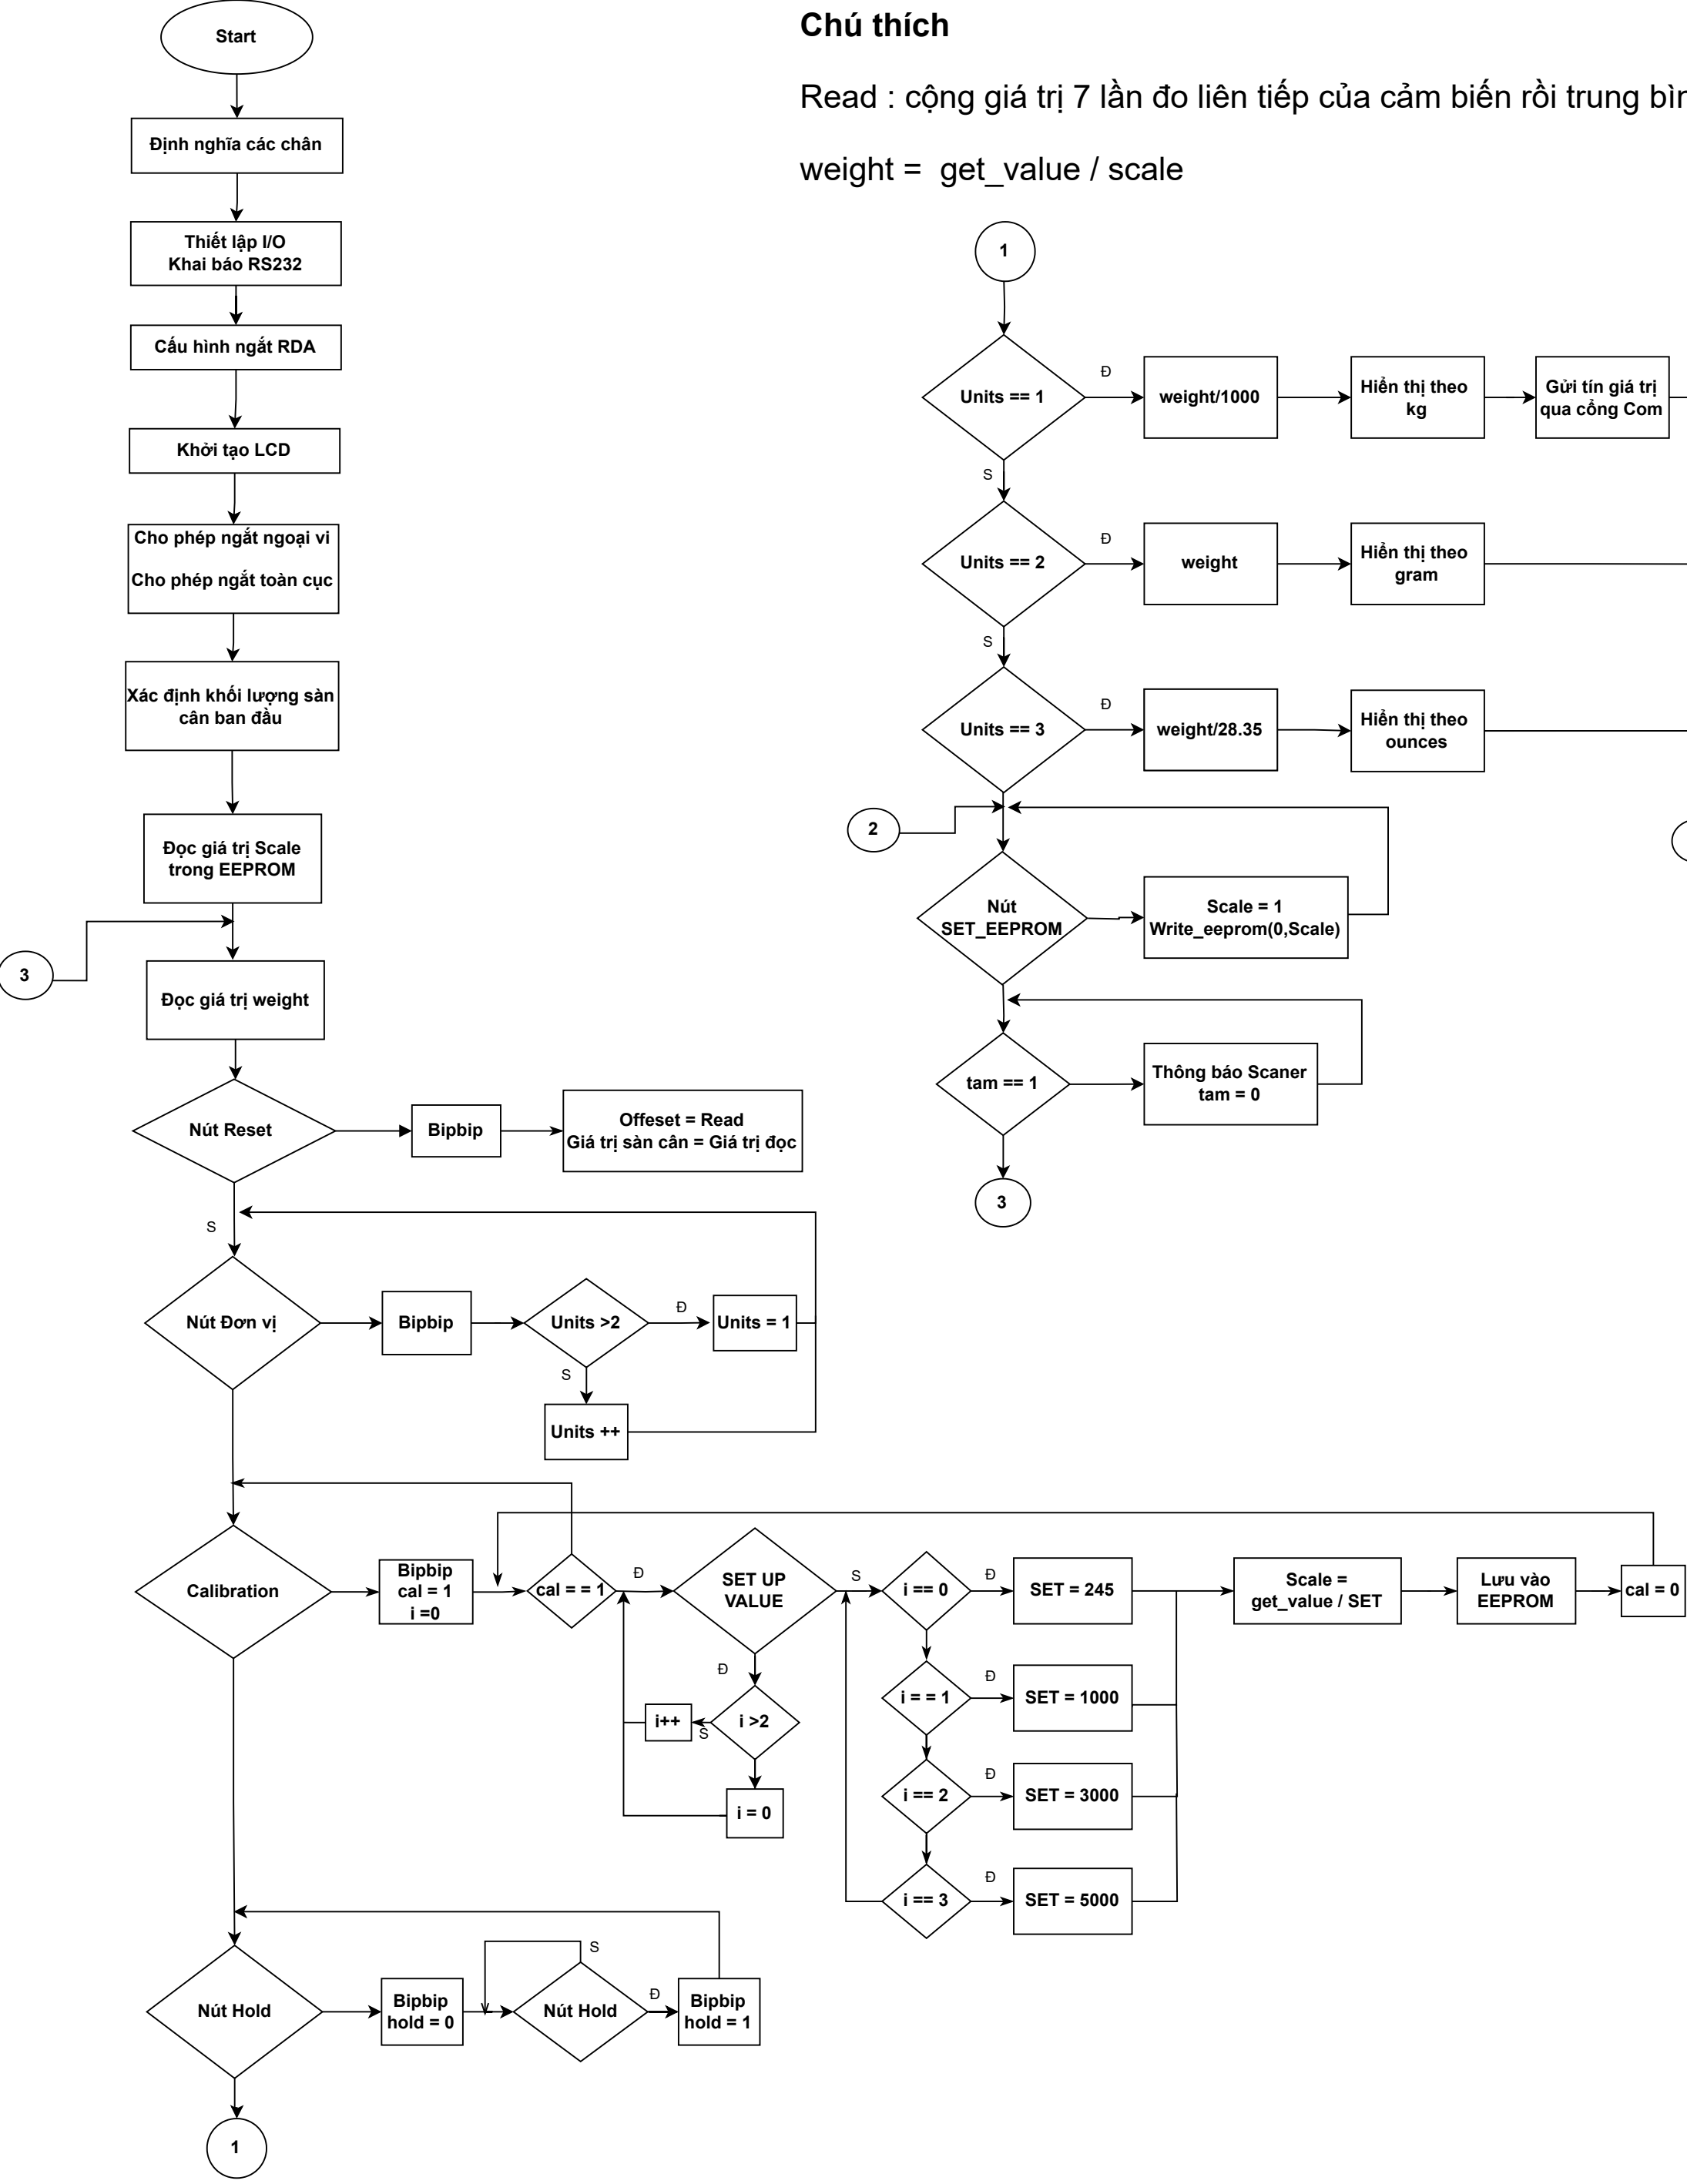 Start
Định nghĩa các chân
Thiết lập I/O
Khai báo RS232
Cấu hình ngắt RDA
Khởi tạo LCD
Cho phép ngắt ngoại vi
Cho phép ngắt toàn cục
Xác định khối lượng sàn
cân ban đầu
Đọc giá trị Scale
trong EEPROM
3
Đọc giá trị weight
Nút Reset
Bipbip
Offeset = Read
Giá trị sàn cân = Giá trị đọc
S
Nút Đơn vị
Bipbip
Units >2
Đ
Units = 1
S
Units ++
Calibration
Bipbip
cal = 1
i =0
cal = = 1
Đ
SET UP
VALUE
Đ
i >2
S
i++
i = 0
S
i == 0
Đ
SET = 245
i = = 1
Đ
SET = 1000
i == 2
Đ
SET = 3000
i == 3
Đ
SET = 5000
Scale =
get_value / SET
Lưu vào
EEPROM
cal = 0
Nút Hold
Bipbip
hold = 0
S
Nút Hold
Đ
Bipbip
hold = 1
1
Chú thích
Read : cộng giá trị 7 lần đo liên tiếp của cảm biến rồi trung
weight = get_value / scale
1
Units == 1
Đ
weight/1000
Hiển thị theo
kg
Gửi tín giá trị
qua cổng Com
S
Units == 2
Đ
weight
Hiển thị theo
gram
S
Units == 3
Đ
weight/28.35
Hiển thị theo
ounces
2
Nút
SET_EEPROM
Scale = 1
Write_eeprom(0,Scale)
tam == 1
Thông báo Scaner
tam = 0
3